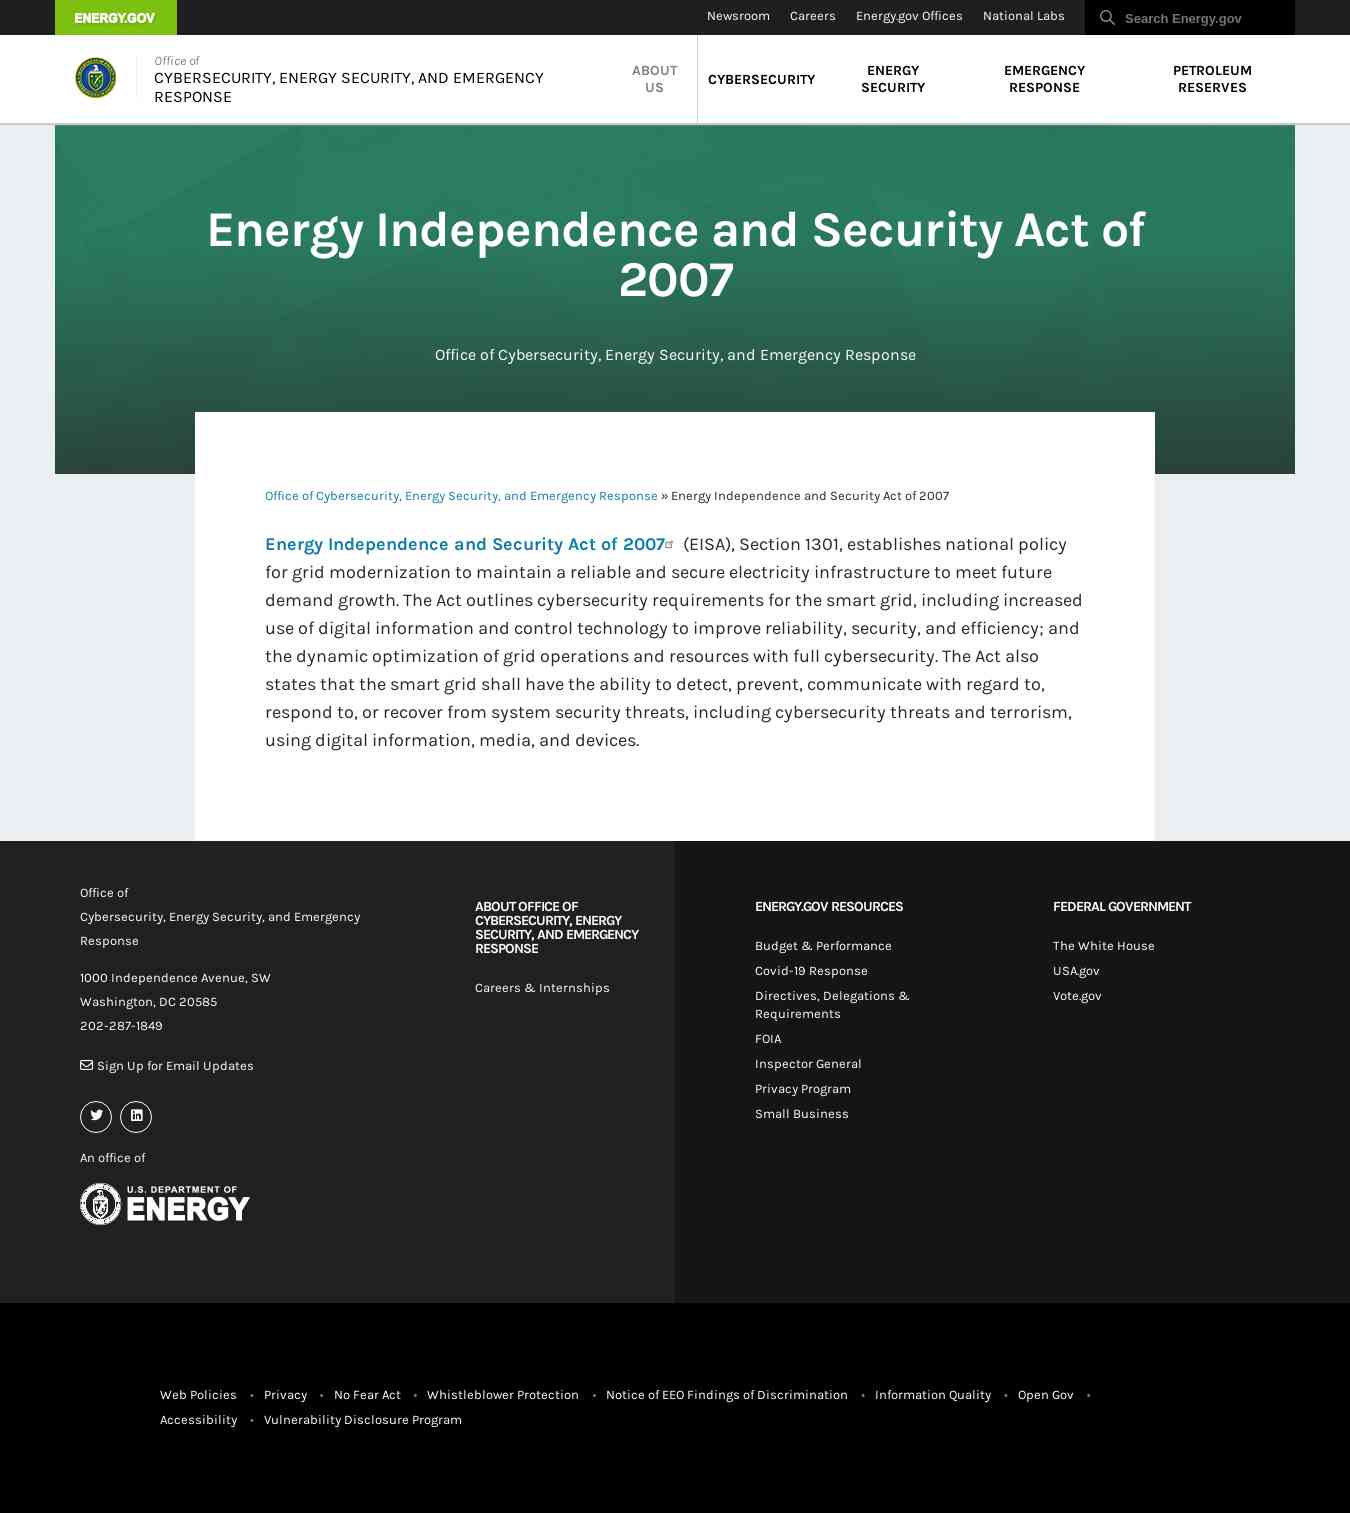 ENERGY.GOV
Newsroom Careers Energy.gov Offices National Labs Search Energy.gov
Office of
CYBERSECURITY, ENERGY SECURITY, AND EMERGENCY
RESPONSE
ABOUT
US
CYBERSECURITY
ENERGY
SECURITY
EMERGENCY
RESPONSE
PETROLEUM
RESERVES
Energy Independence and Security Act of
2007
Office of Cybersecurity, Energy Security, and Emergency Response
Office of Cybersecurity, Energy Security, and Emergency Response » Energy Independence and Security Act of 2007
Energy Independence and Security Act of 2007 (EISA), Section 1301, establishes national policy
for grid modernization to maintain a reliable and secure electricity infrastructure to meet future
demand growth. The Act outlines cybersecurity requirements for the smart grid, including increased
use of digital information and control technology to improve reliability, security, and efficiency; and
the dynamic optimization of grid operations and resources with full cybersecurity. The Act also
states that the smart grid shall have the ability to detect, prevent, communicate with regard to,
respond to, or recover from system security threats, including cybersecurity threats and terrorism,
using digital information, media, and devices.
Office of
Cybersecurity, Energy Security, and Emergency
Response
1000 Independence Avenue, SW
Washington, DC 20585
202-287-1849
Sign Up for Email Updates
An office of
U.S. DEPARTMENT OF
ENERGY
ABOUT OFFICE OF
CYBERSECURITY, ENERGY
SECURITY, AND EMERGENCY
RESPONSE
Careers & Internships
ENERGY.GOV RESOURCES
Budget & Performance
Covid-19 Response
Directives, Delegations &
Requirements
FOIA
Inspector General
Privacy Program
Small Business
FEDERAL GOVERNMENT
The White House
USA.gov
Vote.gov
Web Policies • Privacy • No Fear Act • Whistleblower Protection • Notice of EEO Findings of Discrimination • Information Quality • Open Gov •
Accessibility • Vulnerability Disclosure Program